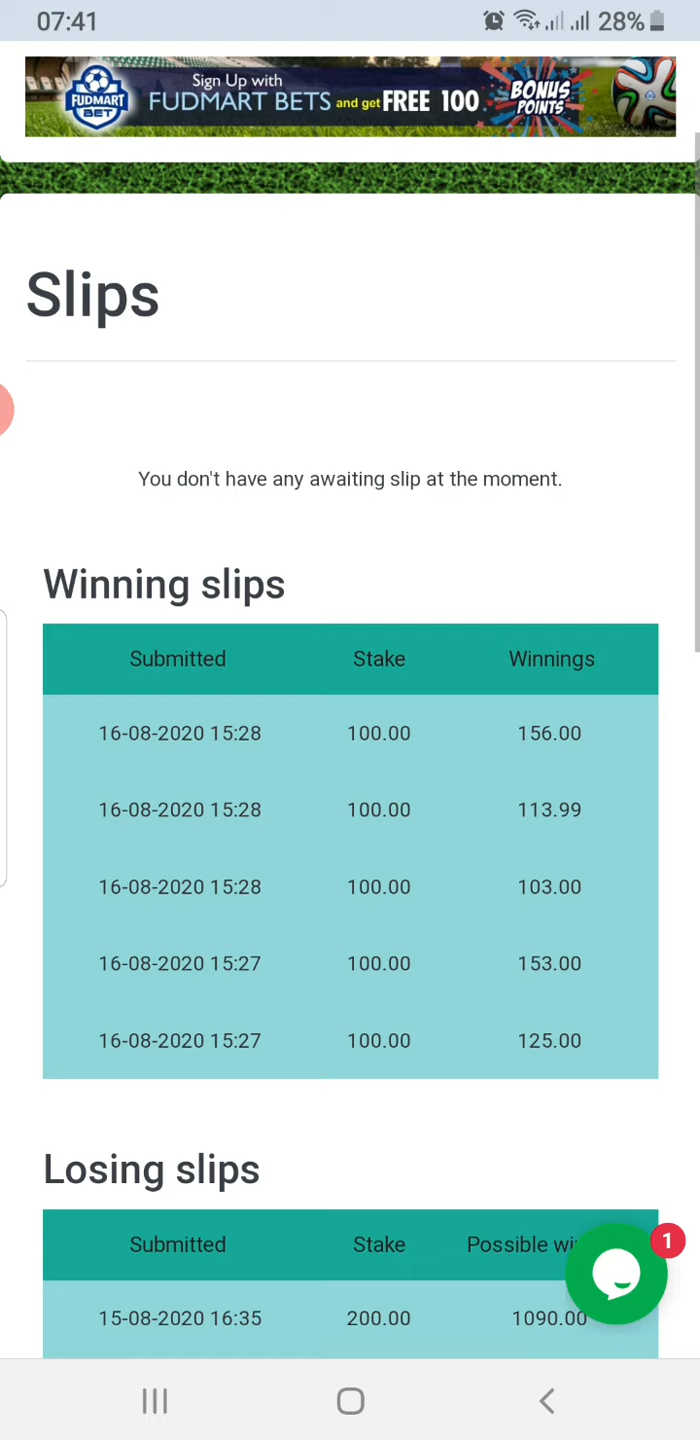 07:41
28%
Sign Up with
FUDMART BETS and get FREE 100 BONUS POINTS
FUDMART
BET
Slips
You don't have any awaiting slip at the moment.
Winning slips
Submitted Stake Winnings
16-08-2020 15:28 100.00 156.00
16-08-2020 15:28 100.00 113.99
16-08-2020 15:28 100.00 103.00
16-08-2020 15:27 100.00 153.00
16-08-2020 15:27 100.00 125.00
Losing slips
Submitted Stake Possible wi
1
15-08-2020 16:35 200.00 1090.00